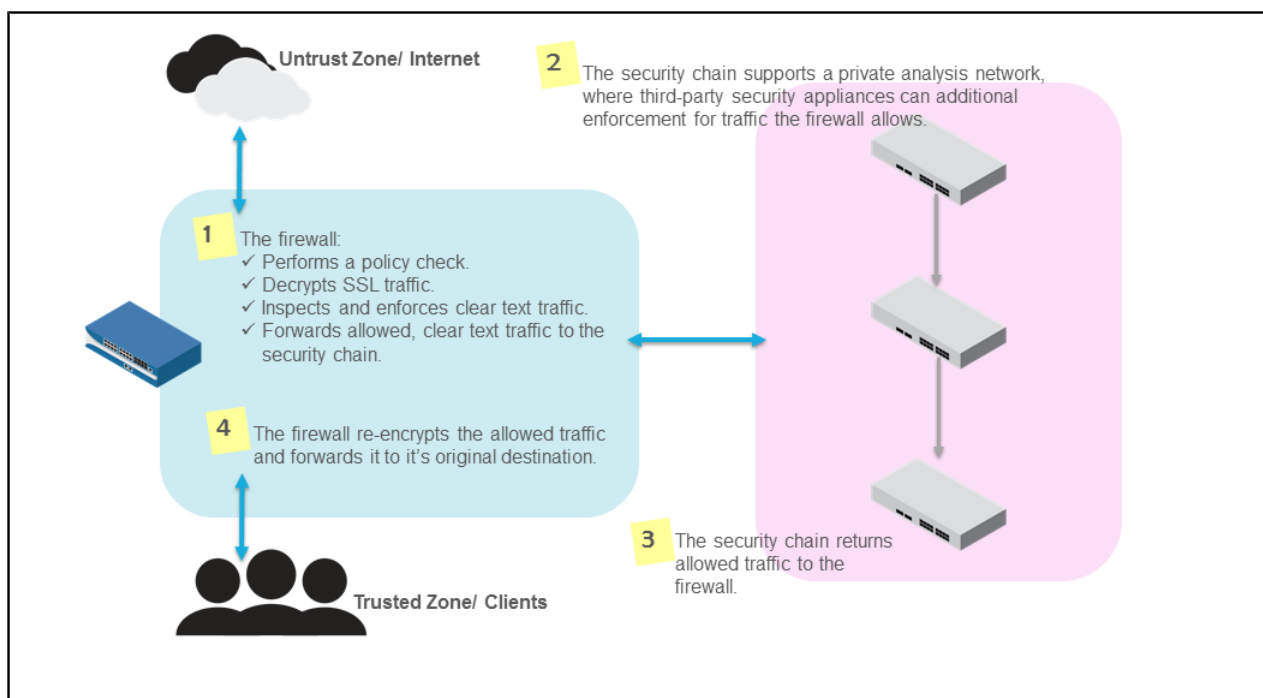 Untrust Zone/ Internet
2
The security chain supports a private analysis network,
where third-party security appliances can additional
enforcement for traffic the firewall allows.
1
The firewall:
✓ Performs a policy check.
✓ Decrypts SSL traffic.
✓ Inspects and enforces clear text traffic.
✓ Forwards allowed, clear text traffic to the
security chain.
4
The firewall re-encrypts the allowed traffic
and forwards it to it's original destination.
3
The security chain returns
allowed traffic to the
firewall.
Trusted Zone/ Clients